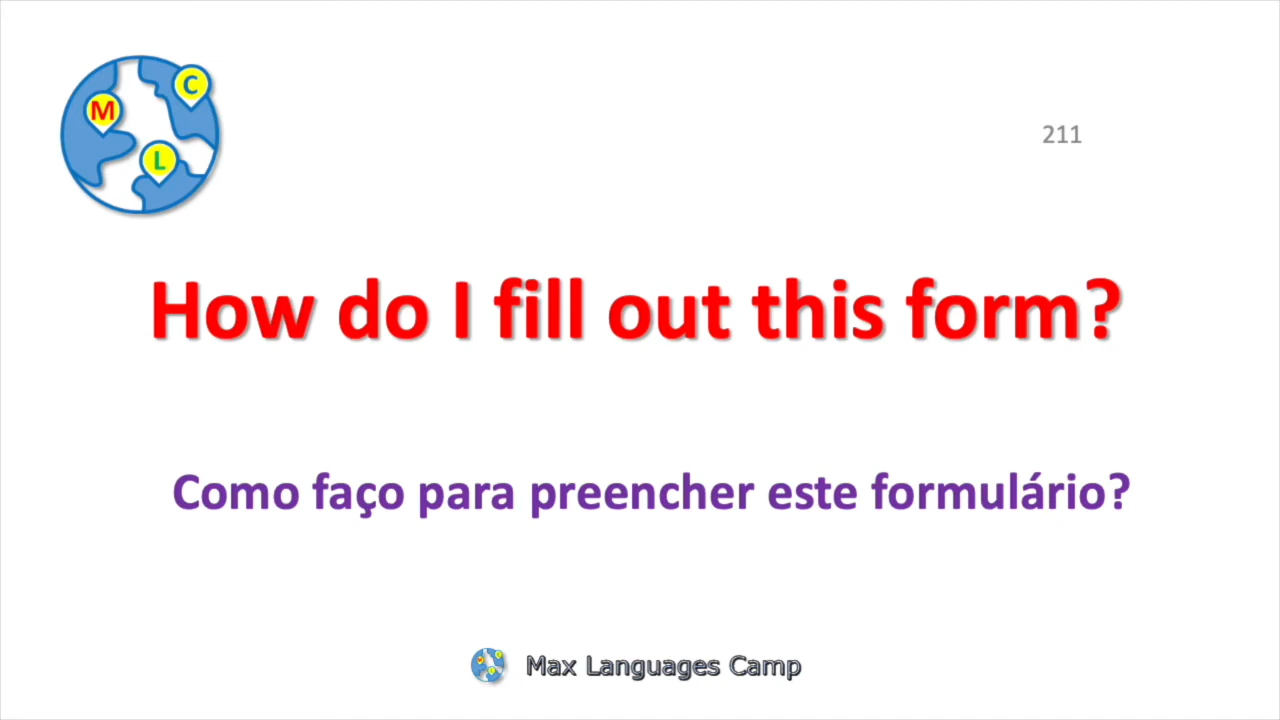 M
C
L
211
How do I fill out this form?
Como faço para preencher este formulário?
Max Languages Camp